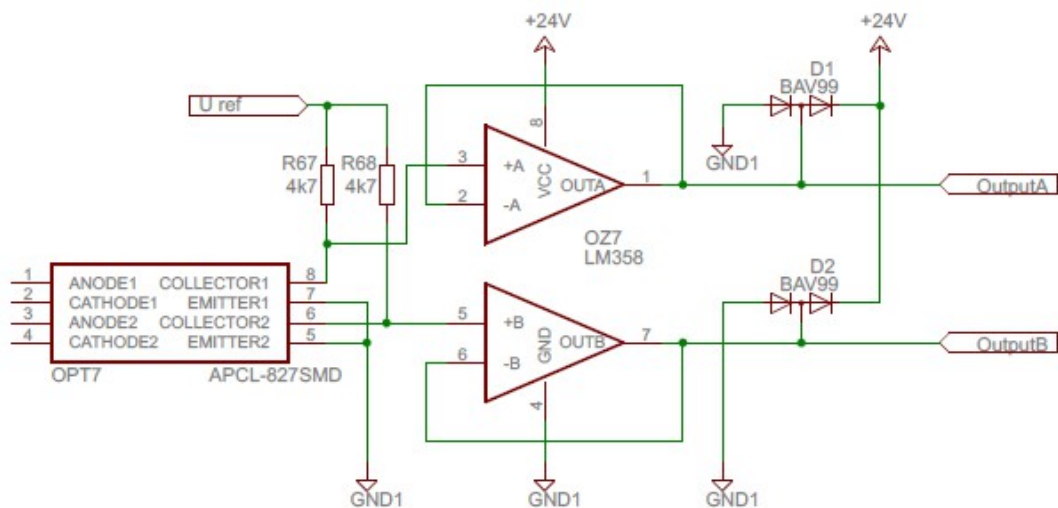 +24V
+24V
D1
BAV99
U ref
8
GND1
R67
4k7
R68
4k7
3
+A
VCC
OUTA
1
2
-A
OutputA
OZ7
LM358
1
ANODE1
COLLECTOR1
8
2
CATHODE1
EMITTER1
7
3
ANODE2
COLLECTOR2
6
4
CATHODE2
EMITTER2
5
OPT7
APCL-827SMD
D2
BAV99
5
+B
GND
OUTB
7
6
-B
OutputB
4
GND1
GND1
GND1